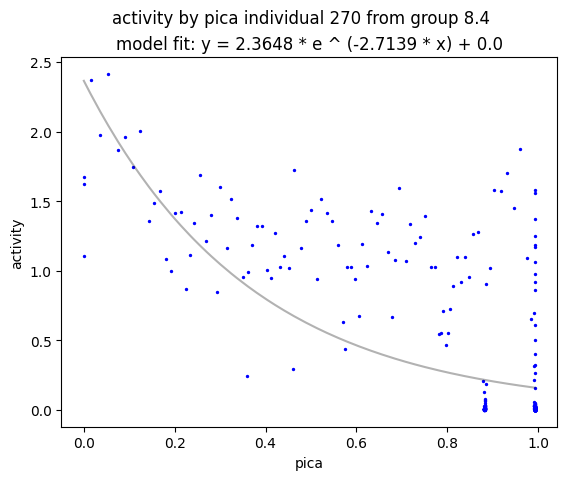 activity by pica individual 270 from group 8.4
model fit: y = 2.3648 * e ^ (-2.7139 * x) + 0.0
2.5
2.0
1.5
1.0
0.5
0.0
activity
0.0 0.2 0.4 0.6 0.8 1.0
pica